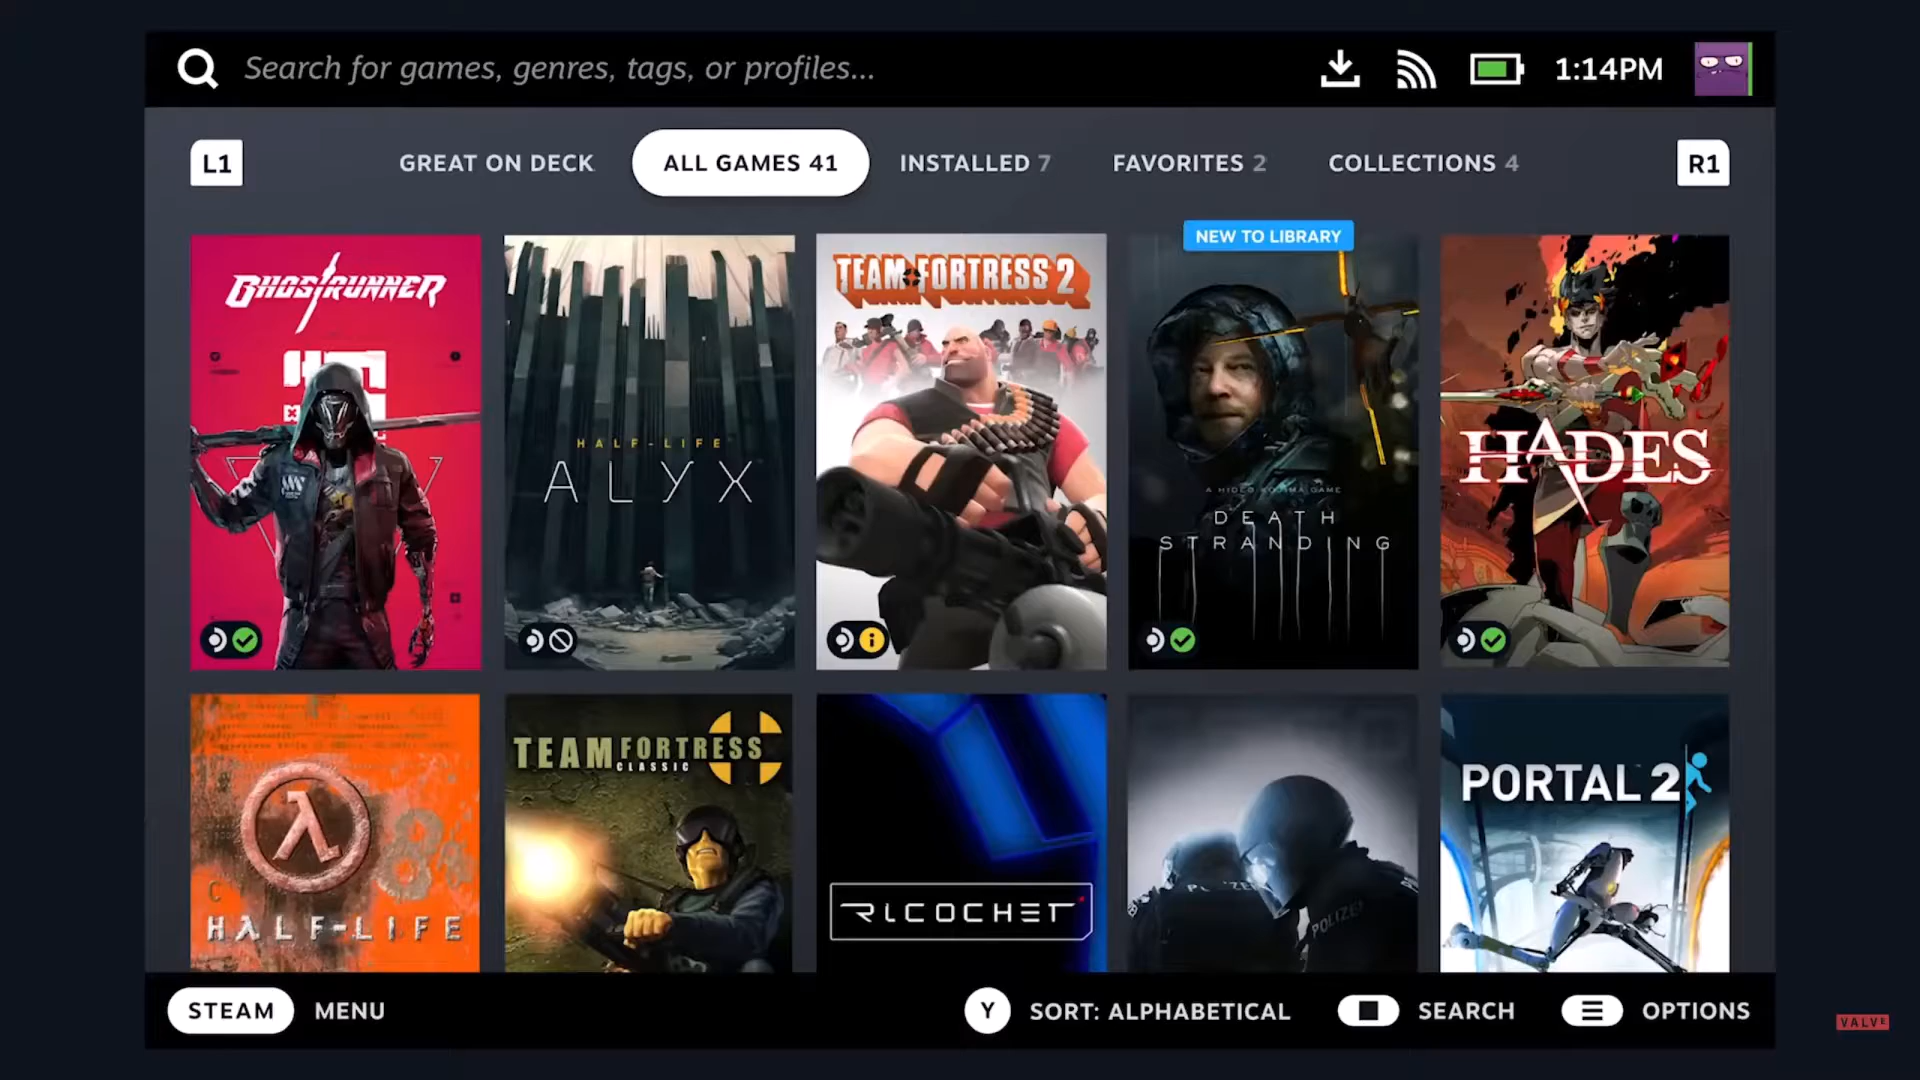 Search for games, genres, tags, or profiles...
1:14PM
L1
GREAT ON DECK
ALL GAMES 41
INSTALLED 7
FAVORITES 2
COLLECTIONS 4
R1
NEW TO LIBRARY
GHOSTRUNNER
HALF-LIFE
ALYX
TEAM FORTRESS 2
A HIDEO KOJIMA GAME
DEATH
STRANDING
HADES
HALF-LIFE
TEAM FORTRESS
CLASSIC
RICOCHET
POLIZEI
PORTAL 2
STEAM
MENU
Y
SORT: ALPHABETICAL
SEARCH
OPTIONS
VALVE